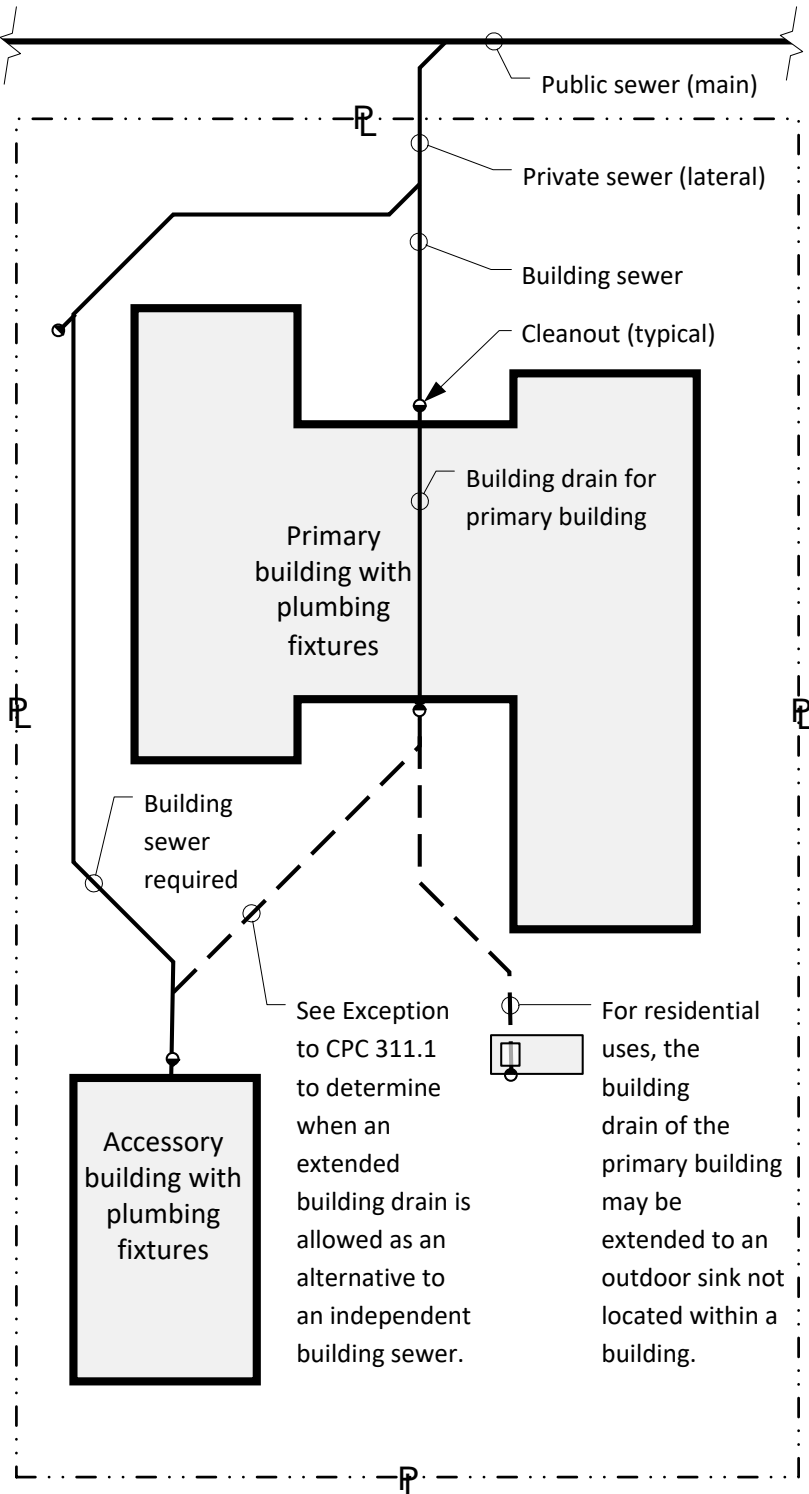 Public sewer (main)
PL
Private sewer (lateral)
Building sewer
Cleanout (typical)
Building drain for
primary building
Primary
building with
plumbing
fixtures
PL
PL
Building
sewer
required
See Exception
to CPC 311.1
to determine
when an
extended
building drain is
allowed as an
alternative to
an independent
building sewer.
For residential
uses, the
building
drain of the
primary building
may be
extended to an
outdoor sink not
located within a
building.
Accessory
building with
plumbing
fixtures
PL